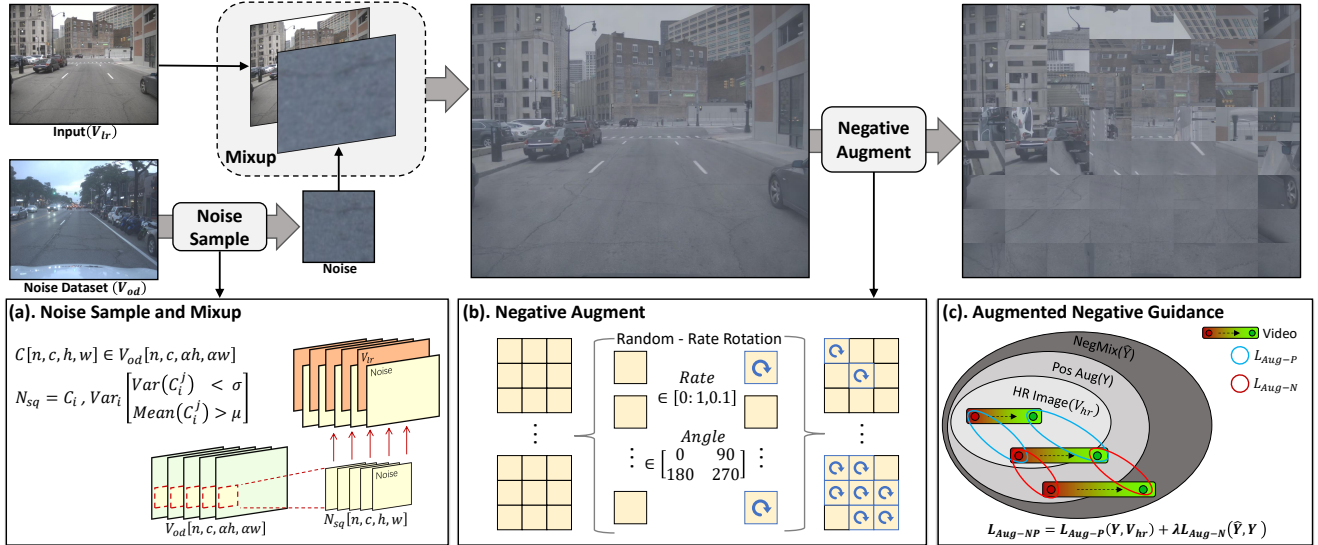 Input(V_lr)
Mixup
Noise Sample
Noise
Noise Dataset (V_od)
Negative Augment
(a). Noise Sample and Mixup
C[n, c, h, w] ∈ V_od[n, c, αh, αw]
N_sq = C_i , Var_i [Var(C_i^j) < σ
Mean(C_i^j) > μ]
V_lr
Noise
Noise
V_od[n, c, αh, αw]
N_sq[n, c, h, w]
(b). Negative Augment
Random - Rate Rotation
Rate
∈ [0: 1,0.1]
Angle
∈ [0 90
180 270]
(c). Augmented Negative Guidance
Video
L_Aug-P
L_Aug-N
NegMix(Ŷ)
Pos Aug(Y)
HR Image(V_hr)
L_Aug-NP = L_Aug-P(Y, V_hr) + λL_Aug-N(Ŷ, Y )